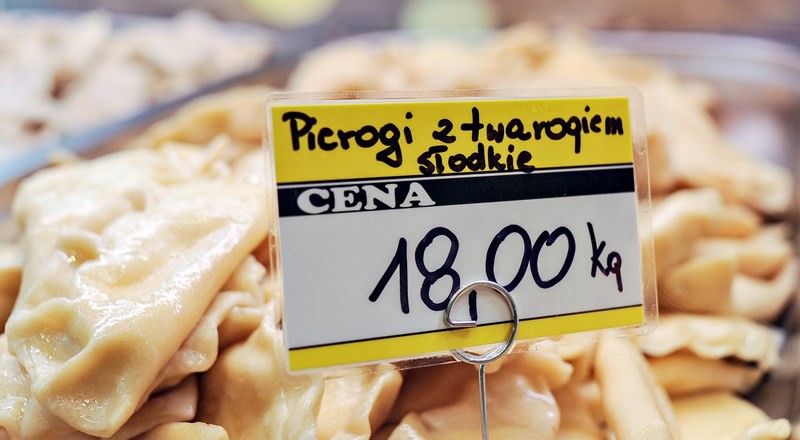 Pierogi z twarogiem
słodkie
CENA
18,00 kg